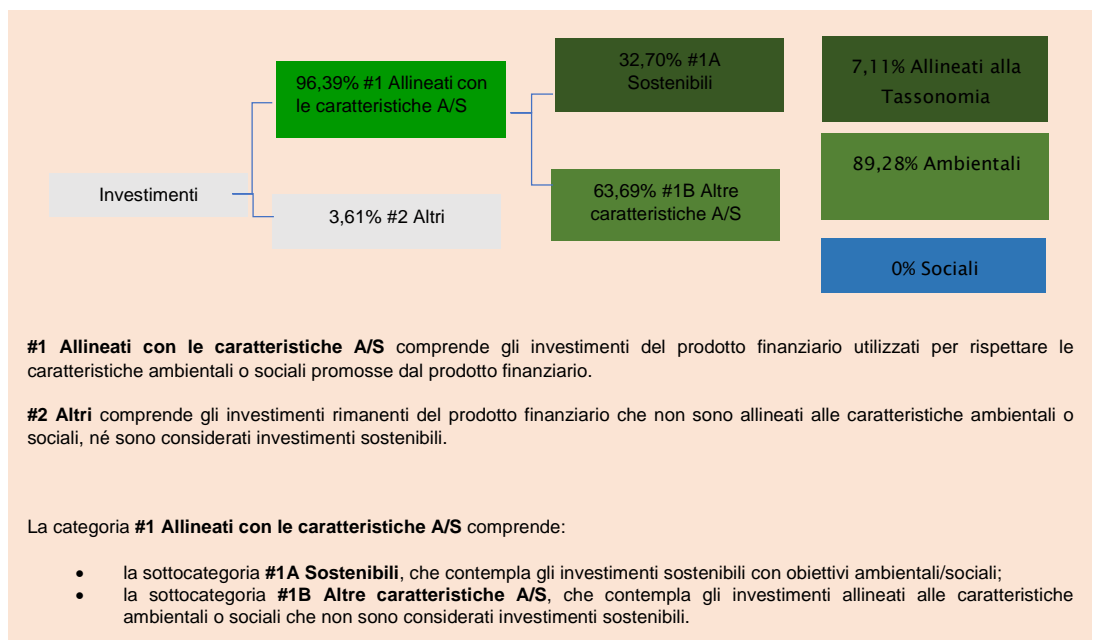 32,70% #1A
Sostenibili
7,11% Allineati alla
Tassonomia
96,39% #1 Allineati con
le caratteristiche A/S
89,28% Ambientali
Investimenti
63,69% #1B Altre
caratteristiche A/S
3,61% #2 Altri
0% Sociali
#1 Allineati con le caratteristiche A/S comprende gli investimenti del prodotto finanziario utilizzati per rispettare le
caratteristiche ambientali o sociali promosse dal prodotto finanziario.
#2 Altri comprende gli investimenti rimanenti del prodotto finanziario che non sono allineati alle caratteristiche ambientali o
sociali, né sono considerati investimenti sostenibili.
La categoria #1 Allineati con le caratteristiche A/S comprende:
• la sottocategoria #1A Sostenibili, che contempla gli investimenti sostenibili con obiettivi ambientali/sociali;
• la sottocategoria #1B Altre caratteristiche A/S, che contempla gli investimenti allineati alle caratteristiche
ambientali o sociali che non sono considerati investimenti sostenibili.